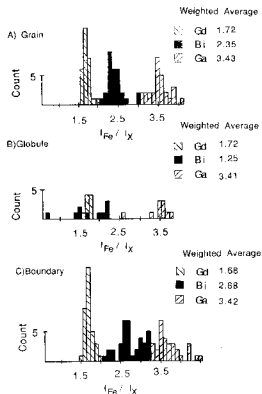 Weighted Average
A) Grain
Gd 1.72
Bi 2.35
Ga 3.43
5
Count
1.5 2.5 3.5
IFe / IX
Weighted Average
B)Globule
Gd 1.72
Bi 1.25
Ga 3.41
5
Count
1.5 2.5 3.5
IFe / IX
Weighted Average
C)Boundary
Gd 1.68
Bi 2.68
Ga 3.42
5
Count
1.5 2.5 3.5
IFe / IX